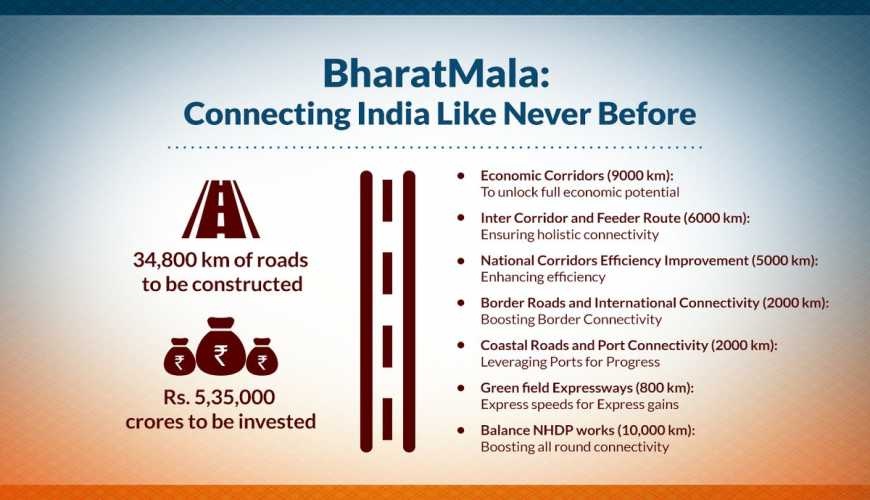 BharatMala:
Connecting India Like Never Before
34,800 km of roads
to be constructed
₹ ₹ ₹
Rs. 5,35,000
crores to be invested
• Economic Corridors (9000 km):
To unlock full economic potential
• Inter Corridor and Feeder Route (6000 km):
Ensuring holistic connectivity
• National Corridors Efficiency Improvement (5000 km):
Enhancing efficiency
• Border Roads and International Connectivity (2000 km):
Boosting Border Connectivity
• Coastal Roads and Port Connectivity (2000 km):
Leveraging Ports for Progress
• Green field Expressways (800 km):
Express speeds for Express gains
• Balance NHDP works (10,000 km):
Boosting all round connectivity